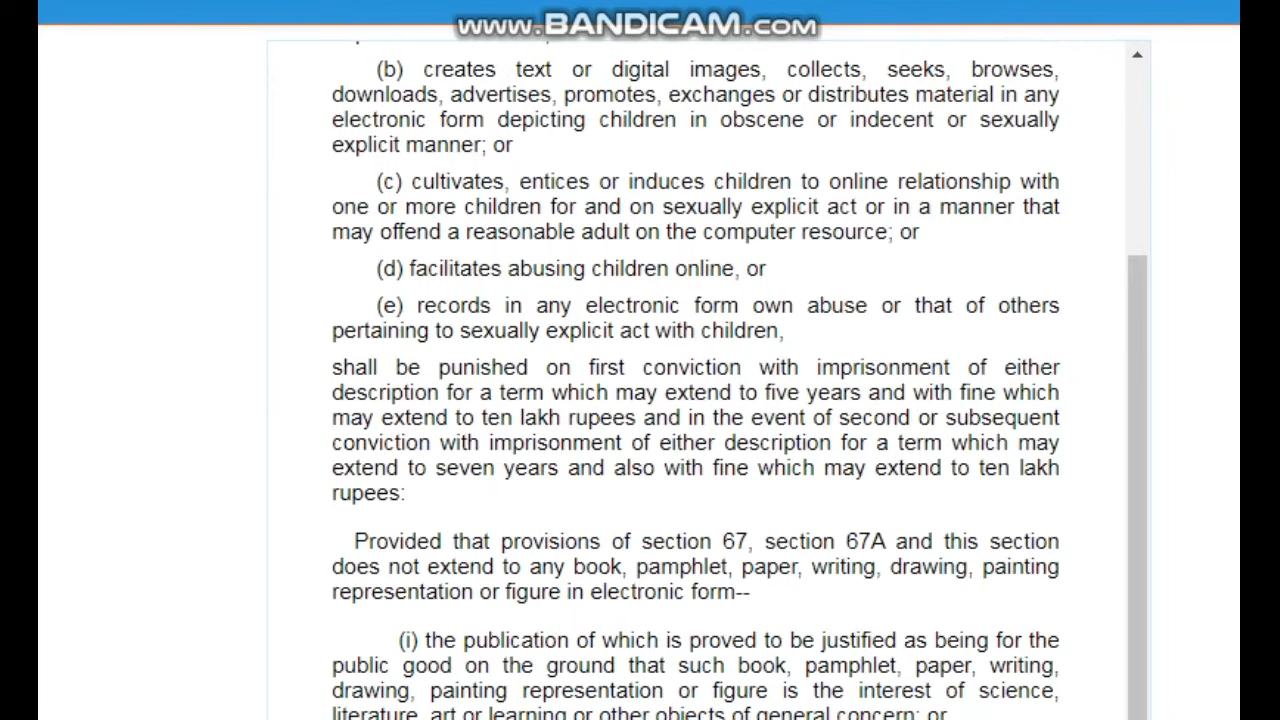 www.BANDICAM.com
(b) creates text or digital images, collects, seeks, browses,
downloads, advertises, promotes, exchanges or distributes material in any
electronic form depicting children in obscene or indecent or sexually
explicit manner; or
(c) cultivates, entices or induces children to online relationship with
one or more children for and on sexually explicit act or in a manner that
may offend a reasonable adult on the computer resource; or
(d) facilitates abusing children online, or
(e) records in any electronic form own abuse or that of others
pertaining to sexually explicit act with children,
shall be punished on first conviction with imprisonment of either
description for a term which may extend to five years and with fine which
may extend to ten lakh rupees and in the event of second or subsequent
conviction with imprisonment of either description for a term which may
extend to seven years and also with fine which may extend to ten lakh
rupees:
Provided that provisions of section 67, section 67A and this section
does not extend to any book, pamphlet, paper, writing, drawing, painting
representation or figure in electronic form--
(i) the publication of which is proved to be justified as being for the
public good on the ground that such book, pamphlet, paper, writing,
drawing, painting representation or figure is the interest of science,
literature, art or learning or other objects of general concern; or